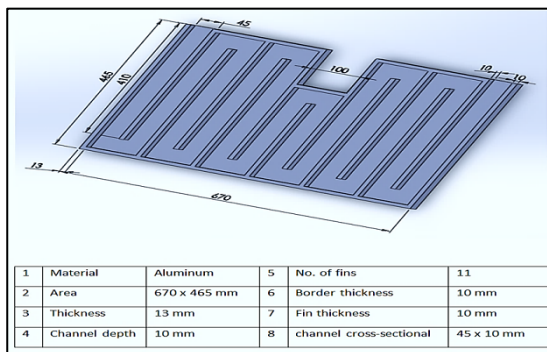 45
465
410
100
10
10
13
670
1 Material Aluminum 5 No. of fins 11
2 Area 670 x 465 mm 6 Border thickness 10 mm
3 Thickness 13 mm 7 Fin thickness 10 mm
4 Channel depth 10 mm 8 channel cross-sectional 45 x 10 mm